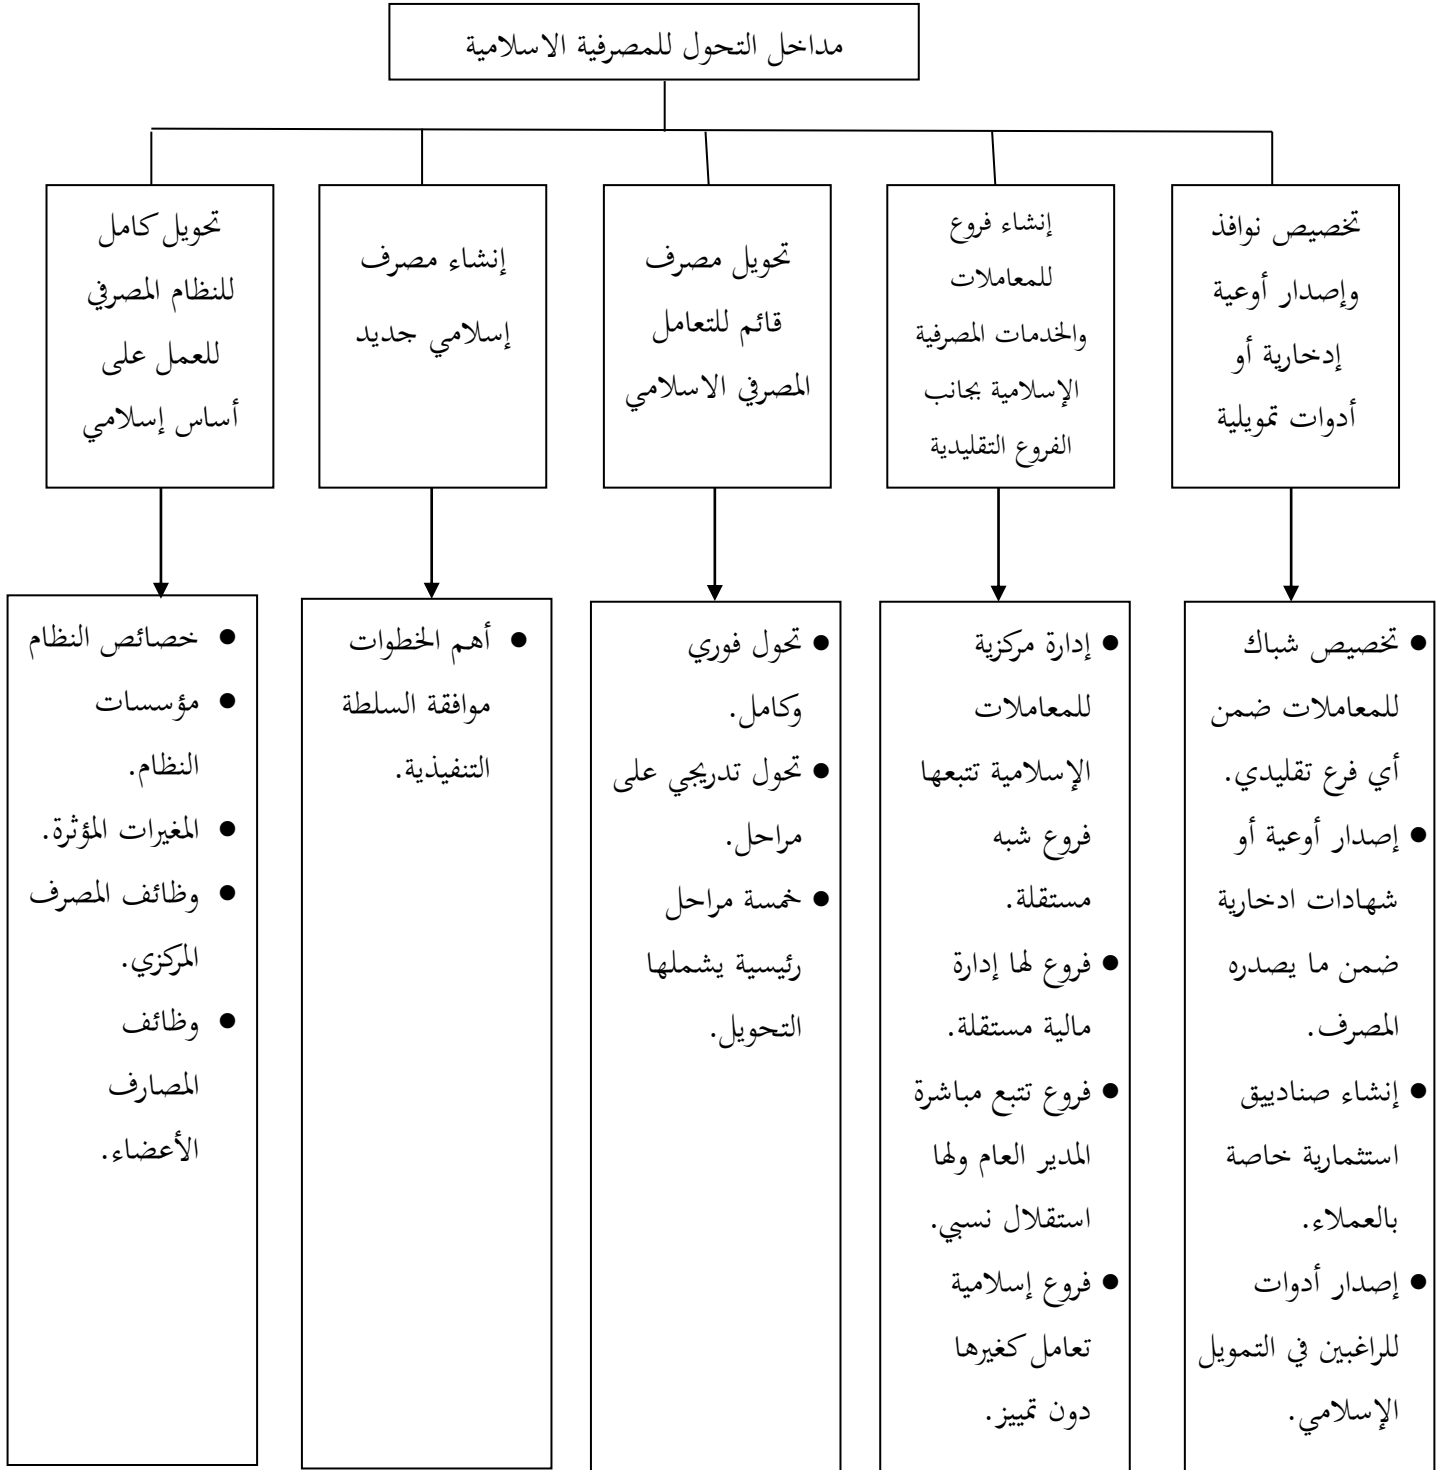 مداخل التحول للمصرفية الاسلامية
تخصيص نوافذ
وإصدار أوعية
إدخارية أو
أدوات تمويلية
إنشاء فروع
للمعاملات
والخدمات المصرفية
الإسلامية بجانب
الفروع التقليدية
تحويل مصرف
قائم للتعامل
المصرفي الاسلامي
إنشاء مصرف
إسلامي جديد
تحويل كامل
للنظام المصرفي
للعمل على
أساس إسلامي
● تخصيص شباك
للمعاملات ضمن
أي فرع تقليدي.
● إصدار أوعية أو
شهادات ادخارية
ضمن ما يصدره
المصرف.
● إنشاء صنادييق
استثمارية خاصة
بالعملاء.
● إصدار أدوات
للراغبين في التمويل
الإسلامي.
● إدارة مركزية
للمعاملات
الإسلامية تتبعها
فروع شبه
مستقلة.
● فروع لها إدارة
مالية مستقلة.
● فروع تتبع مباشرة
المدير العام ولها
استقلال نسبي.
● فروع إسلامية
تعامل كغيرها
دون تمييز.
● تحول فوري
وكامل.
● تحول تدريجي على
مراحل.
● خمسة مراحل
رئيسية يشملها
التحويل.
● أهم الخطوات
موافقة السلطة
التنفيذية.
● خصائص النظام
● مؤسسات
النظام.
● المغيرات المؤثرة.
● وظائف المصرف
المركزي.
● وظائف
المصارف
الأعضاء.